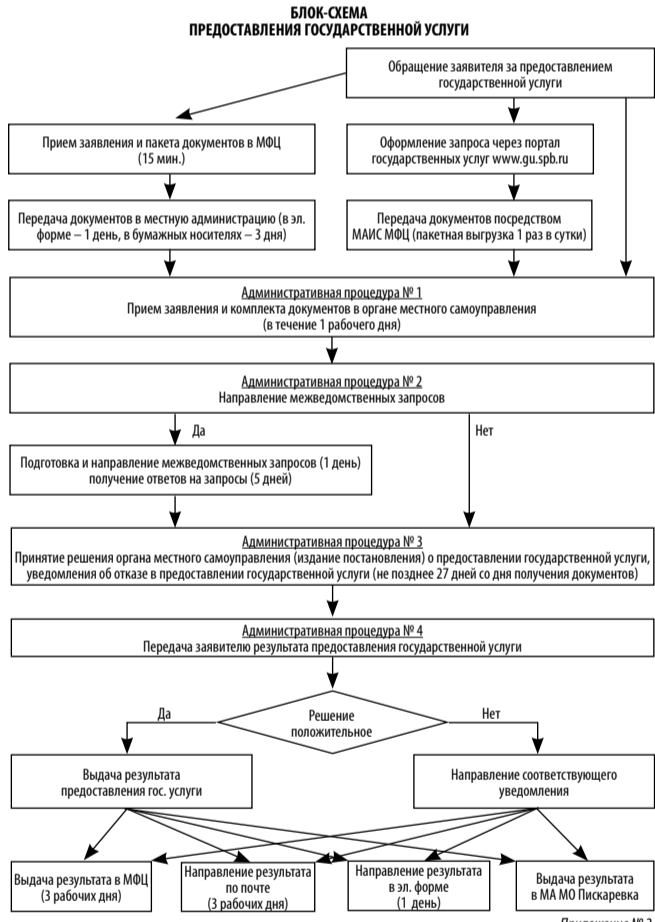 БЛОК-СХЕМА
ПРЕДОСТАВЛЕНИЯ ГОСУДАРСТВЕННОЙ УСЛУГИ
Обращение заявителя за предоставлением
государственной услуги
Прием заявления и пакета документов в МФЦ
(15 мин.)
Оформление запроса через портал
государственных услуг www.gu.spb.ru
Передача документов в местную администрацию (в эл.
форме – 1 день, в бумажных носителях – 3 дня)
Передача документов посредством
МАИС МФЦ (пакетная выгрузка 1 раз в сутки)
Административная процедура № 1
Прием заявления и комплекта документов в органе местного самоуправления
(в течение 1 рабочего дня)
Административная процедура № 2
Направление межведомственных запросов
Да
Нет
Подготовка и направление межведомственных запросов (1 день)
получение ответов на запросы (5 дней)
Административная процедура № 3
Принятие решения органа местного самоуправления (издание постановления) о предоставлении государственной услуги,
уведомления об отказе в предоставлении государственной услуги (не позднее 27 дней со дня получения документов)
Административная процедура № 4
Передача заявителю результата предоставления государственной услуги
Да
Решение
положительное
Нет
Выдача результата
предоставления гос. услуги
Направление соответствующего
уведомления
Выдача результата в МФЦ
(3 рабочих дня)
Направление результата
по почте
(3 рабочих дня)
Направление результата
в эл. форме
(1 день)
Выдача результата
в МА МО Пискаревка